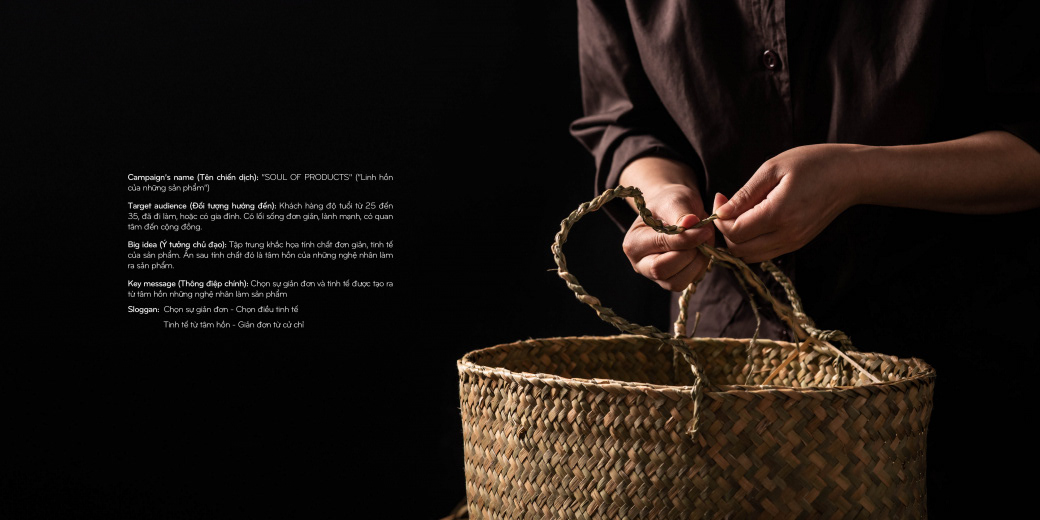 Campaign's name (Tên chiến dịch): "SOUL OF PRODUCTS" ("Linh hồn
của những sản phẩm")
Target audience (Đối tượng hướng đến): Khách hàng độ tuổi từ 25 đến
35, đã đi làm, hoặc có gia đình. Có lối sống đơn giản, lành mạnh, có quan
tâm đến cộng đồng.
Big idea (Ý tưởng chủ đạo): Tập trung khắc họa tính chất đơn giản, tinh tế
của sản phẩm. Ẩn sau tính chất đó là tâm hồn của những nghệ nhân làm
ra sản phẩm.
Key message (Thông điệp chính): Chọn sự giản đơn và tinh tế được tạo ra
từ tâm hồn những nghệ nhân làm sản phẩm
Sloggan: Chọn sự giản đơn - Chọn điều tinh tế
Tinh tế từ tâm hồn - Giản đơn từ cử chỉ